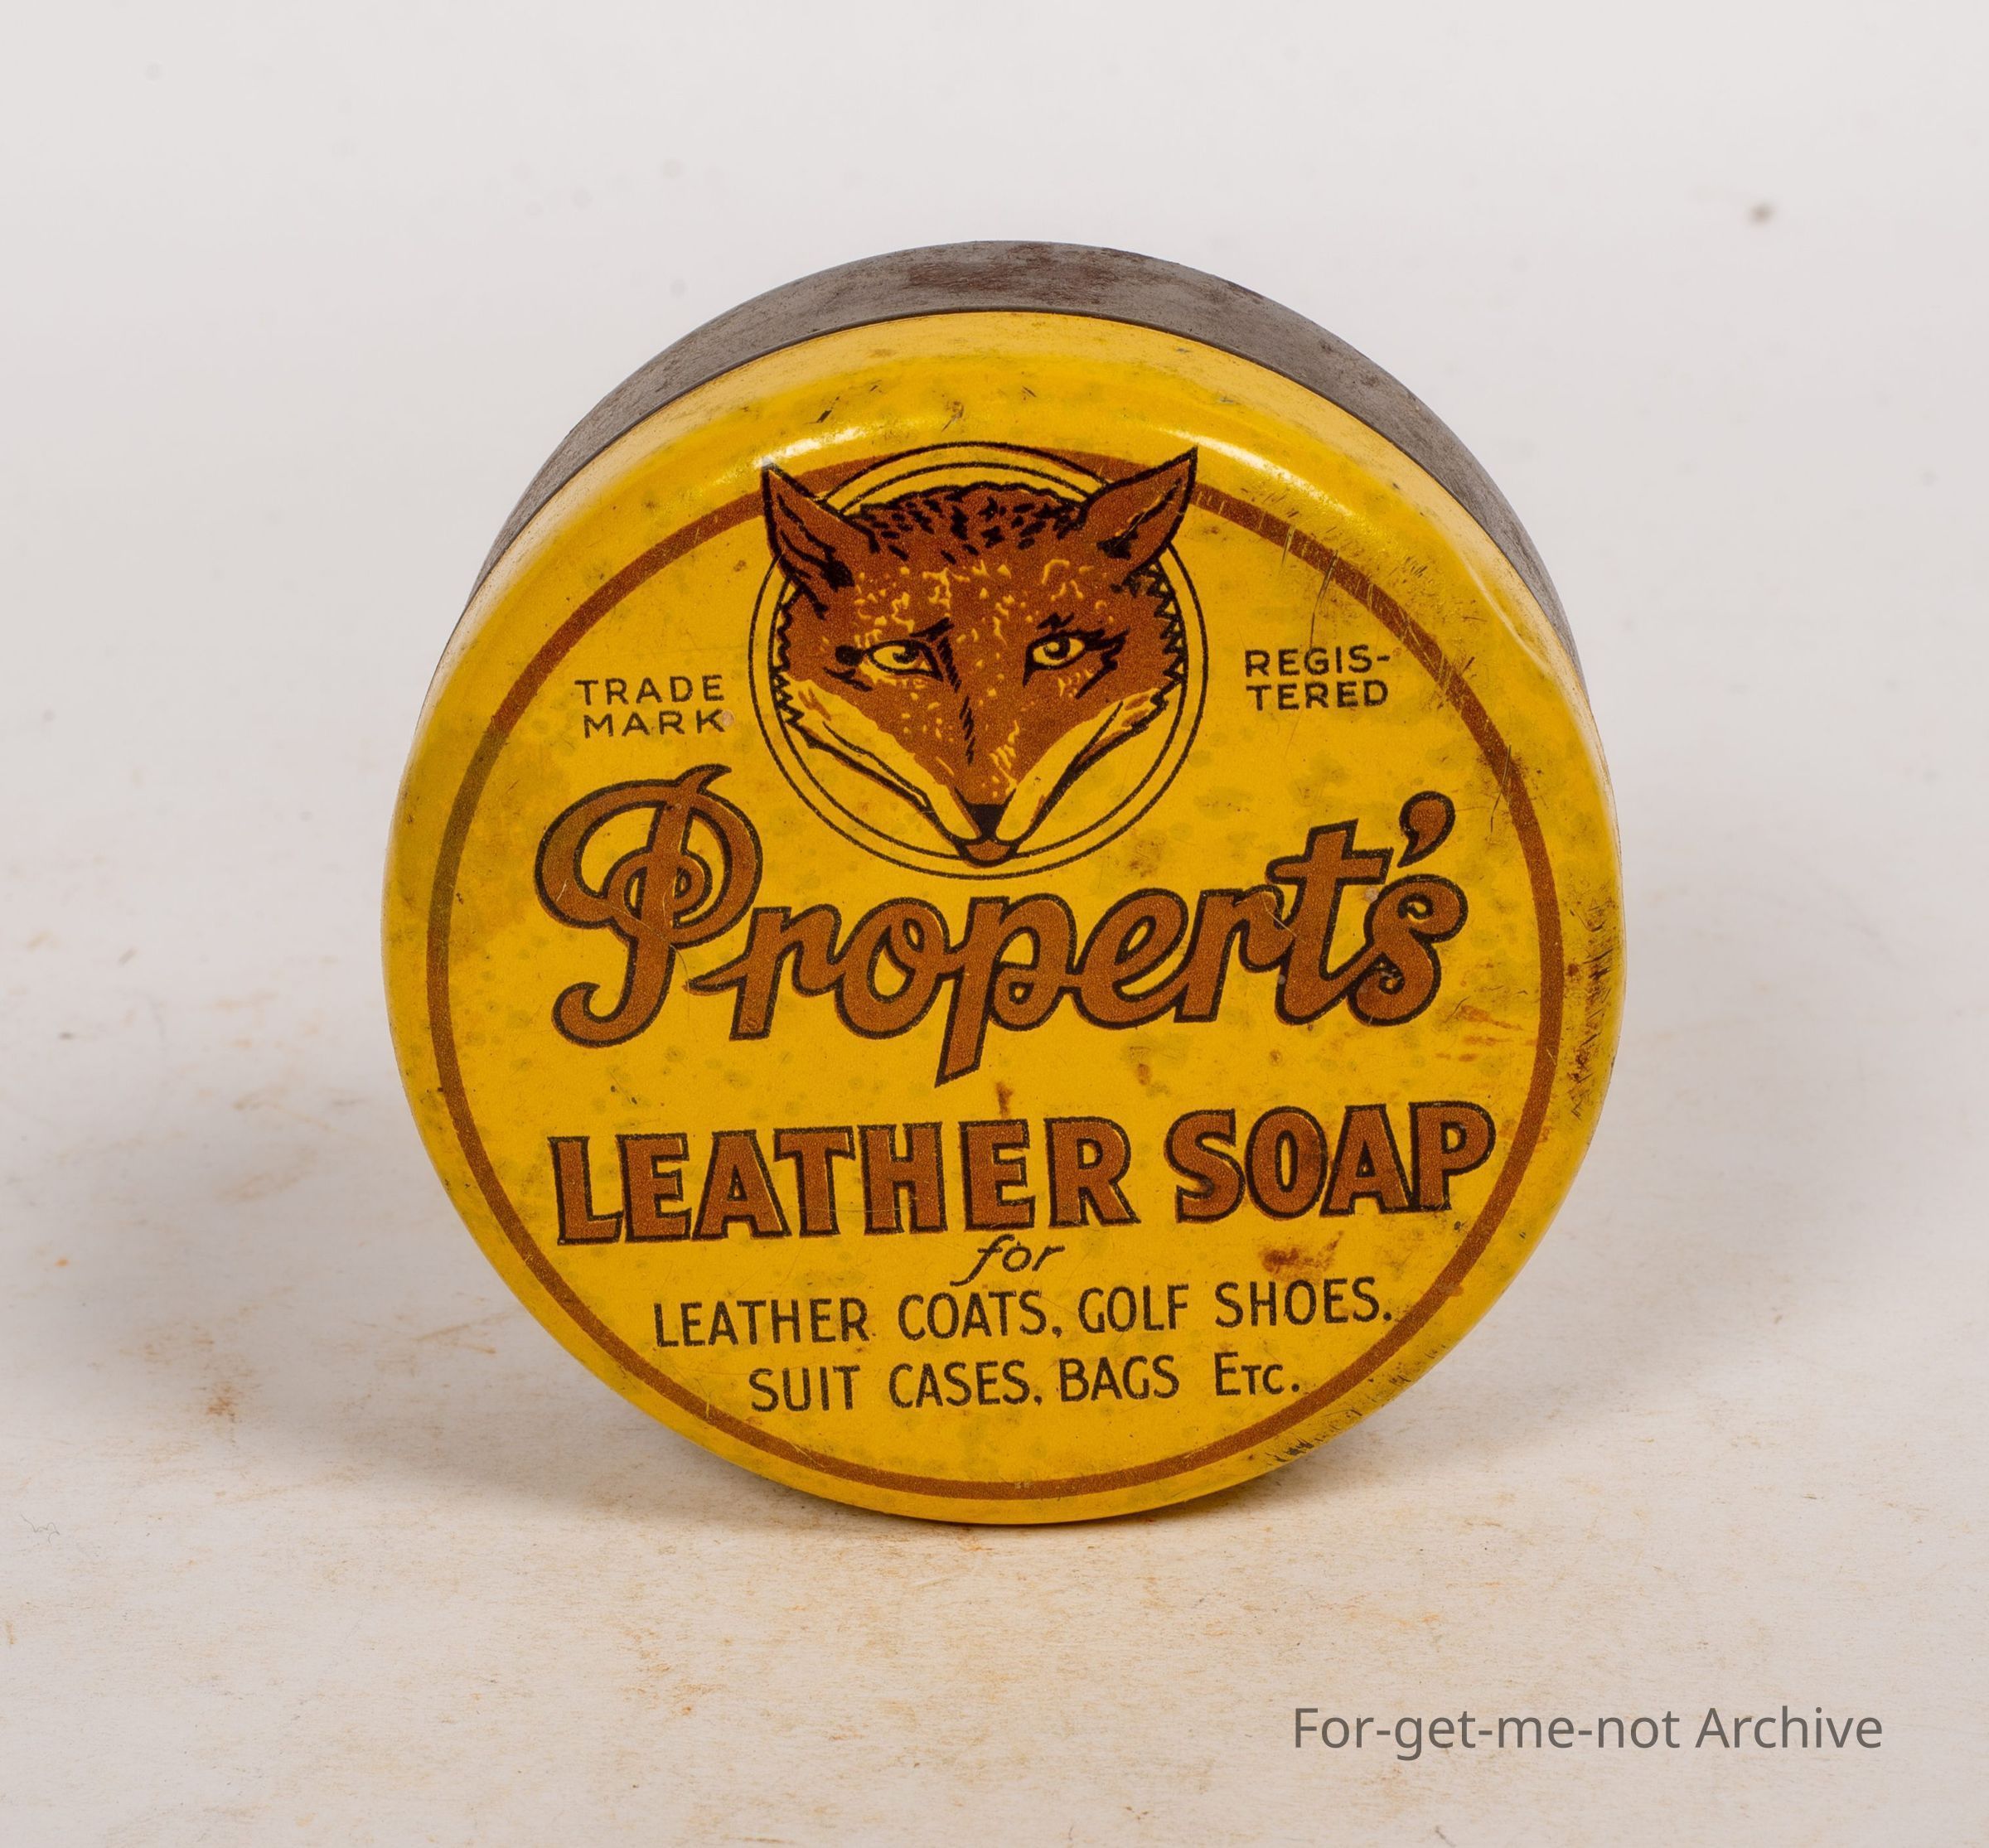 TRADE
MARK
REGIS-
TERED
Propert's
LEATHER SOAP
for
LEATHER COATS, GOLF SHOES.
SUIT CASES, BAGS ETC.
For-get-me-not Archive